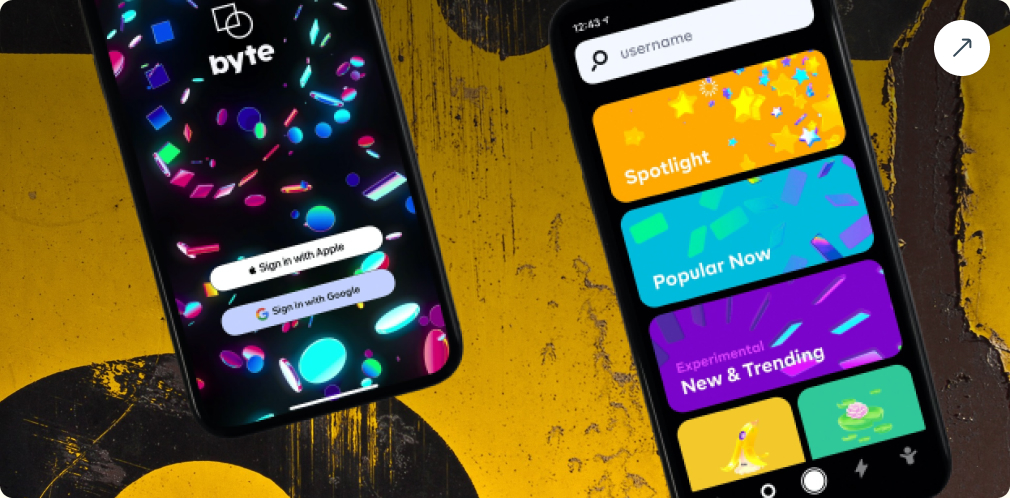 byte
Sign in with Apple
Sign in with Google
12:43
username
Spotlight
Popular Now
Experimental
New & Trending